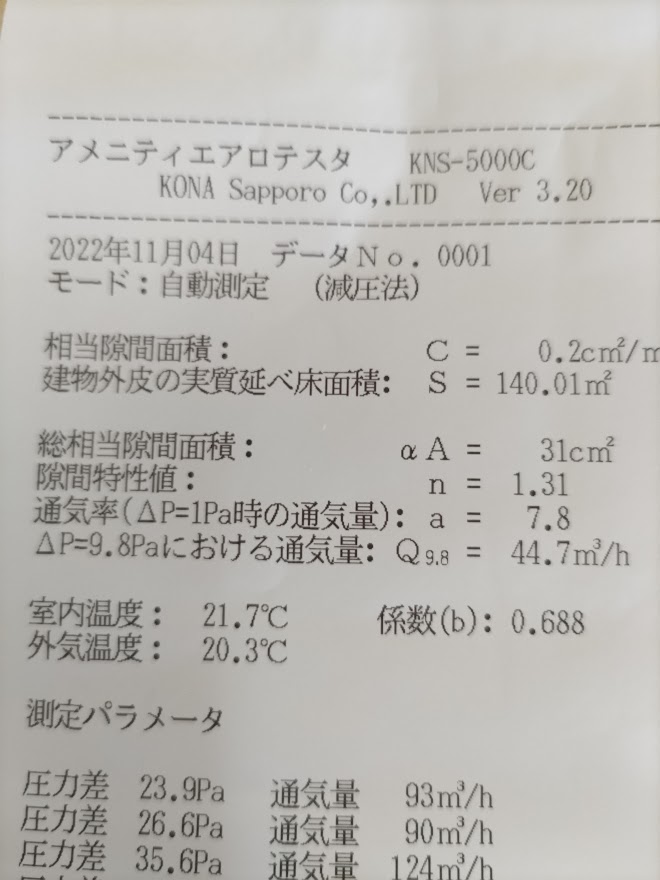 アメニティエアロテスタ KNS-5000C
KONA Sapporo Co,.LTD Ver 3.20
2022年11月04日 データNo. 0001
モード：自動測定 （減圧法）
相当隙間面積： C = 0.2cm²/m
建物外皮の実質延べ床面積： S = 140.01m²
総相当隙間面積： αA = 31cm²
隙間特性値： n = 1.31
通気率(ΔP=1Pa時の通気量)： a = 7.8
ΔP=9.8Paにおける通気量： Q9.8 = 44.7m³/h
室内温度： 21.7℃ 係数(b)： 0.688
外気温度： 20.3℃
測定パラメータ
圧力差 23.9Pa 通気量 93m³/h
圧力差 26.6Pa 通気量 90m³/h
圧力差 35.6Pa 通気量 124m³/h